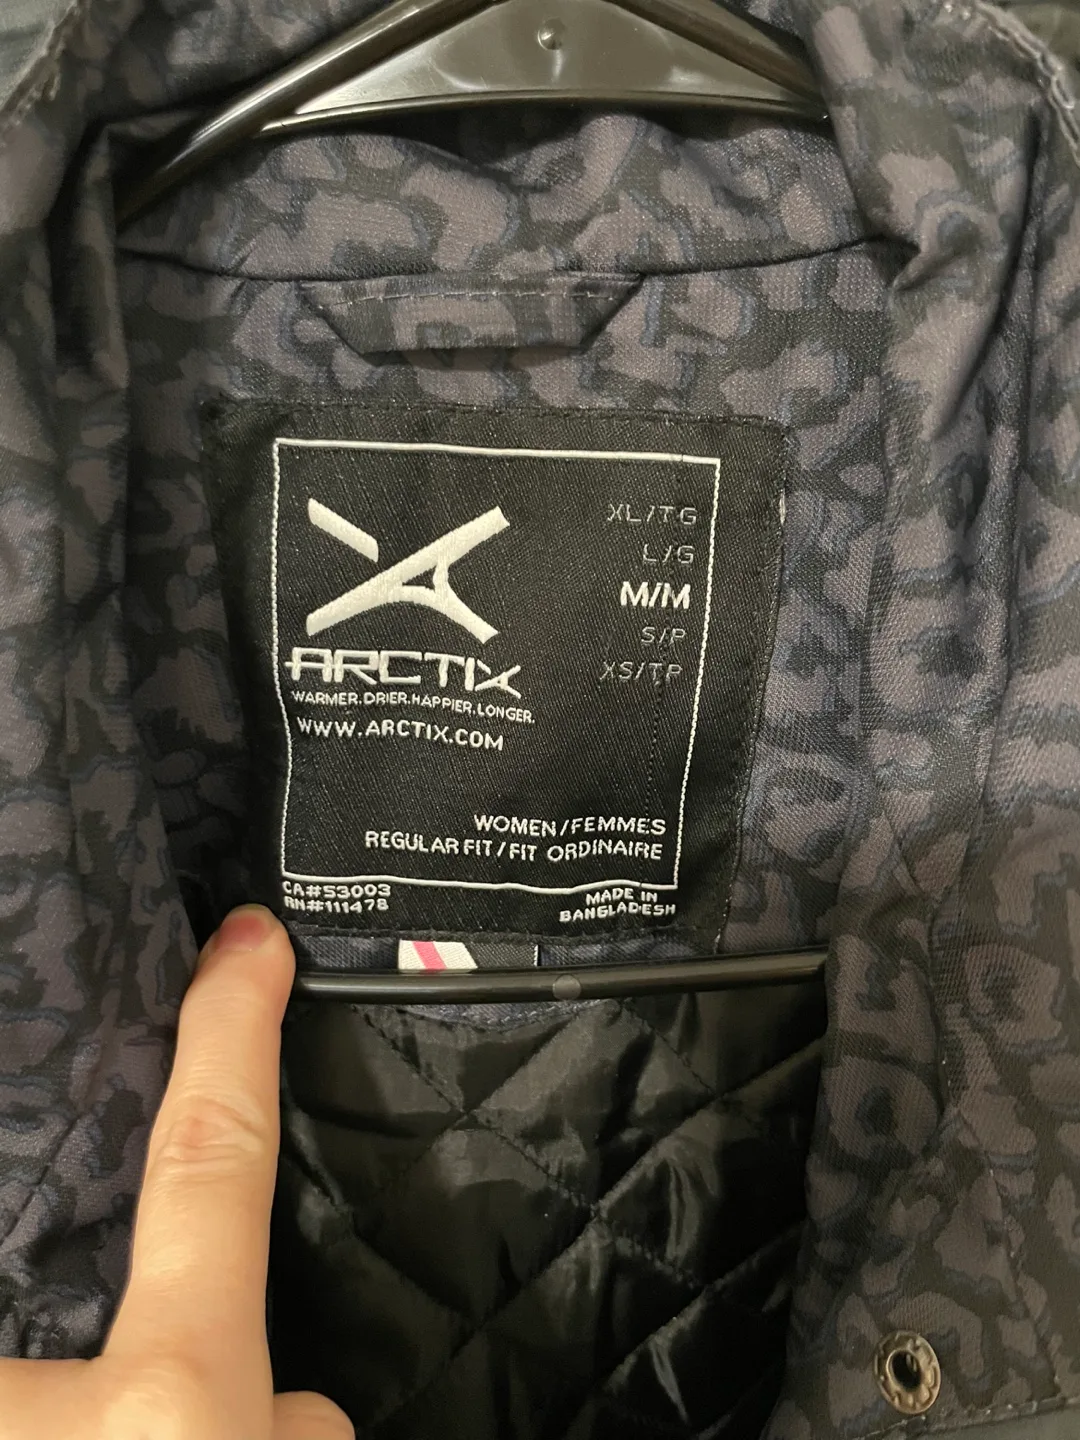 XL/TG
L/G
M/M
S/P
XS/TP
ARCTIX
WARMER.DRIER.HAPPIER.LONGER.
WWW.ARCTIX.COM
WOMEN/FEMMES
REGULAR FIT/FIT ORDINAIRE
CA#53003
RN#111478
MADE IN
BANGLADESH